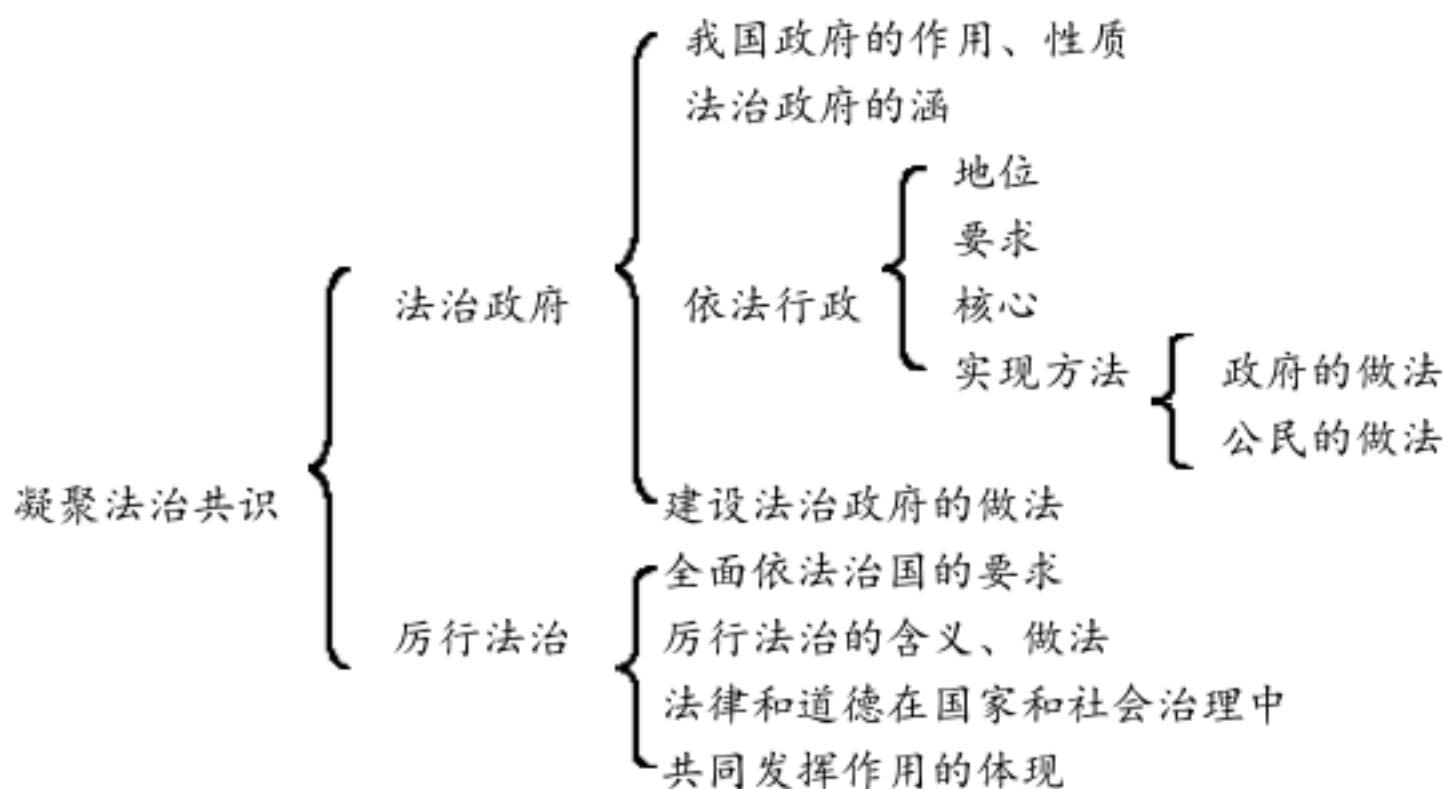 我国政府的作用、性质
法治政府的涵
地位
要求
法治政府
依法行政
核心
实现方法
政府的做法
公民的做法
凝聚法治共识
建设法治政府的做法
全面依法治国的要求
厉行法治
厉行法治的含义、做法
法律和道德在国家和社会治理中
共同发挥作用的体现